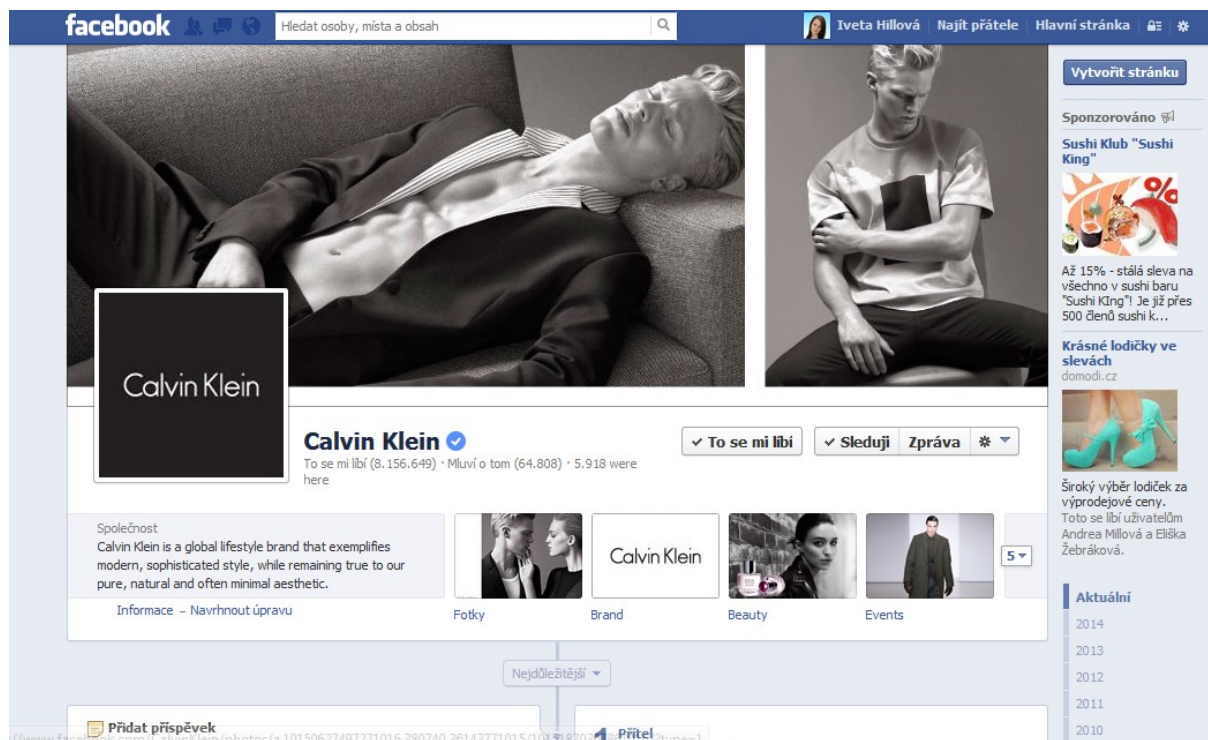 facebook
Hledat osoby, místa a obsah
Iveta Hillová
Najít přátele
Hlavní stránka
Calvin Klein
Calvin Klein
To se mi líbí (8.156.649) · Mluví o tom (64.808) · 5.918 were
here
✓ To se mi líbí
✓ Sleduji
Zpráva
Společnost
Calvin Klein is a global lifestyle brand that exemplifies
modern, sophisticated style, while remaining true to our
pure, natural and often minimal aesthetic.
Informace – Navrhnout úpravu
Calvin Klein
5
Fotky
Brand
Beauty
Events
Nejdůležitější
Přidat příspěvek
Přítel
Vytvořit stránku
Sponzorováno
Sushi Klub "Sushi
King"
%
Až 15% - stálá sleva na
všechno v sushi baru
"Sushi KIng"! Je již přes
500 členů sushi k...
Krásné lodičky ve
slevách
domodi.cz
Široký výběr lodiček za
výprodejové ceny.
Toto se líbí uživatelům
Andrea Millová a Eliška
Žebráková.
Aktuální
2014
2013
2012
2011
2010